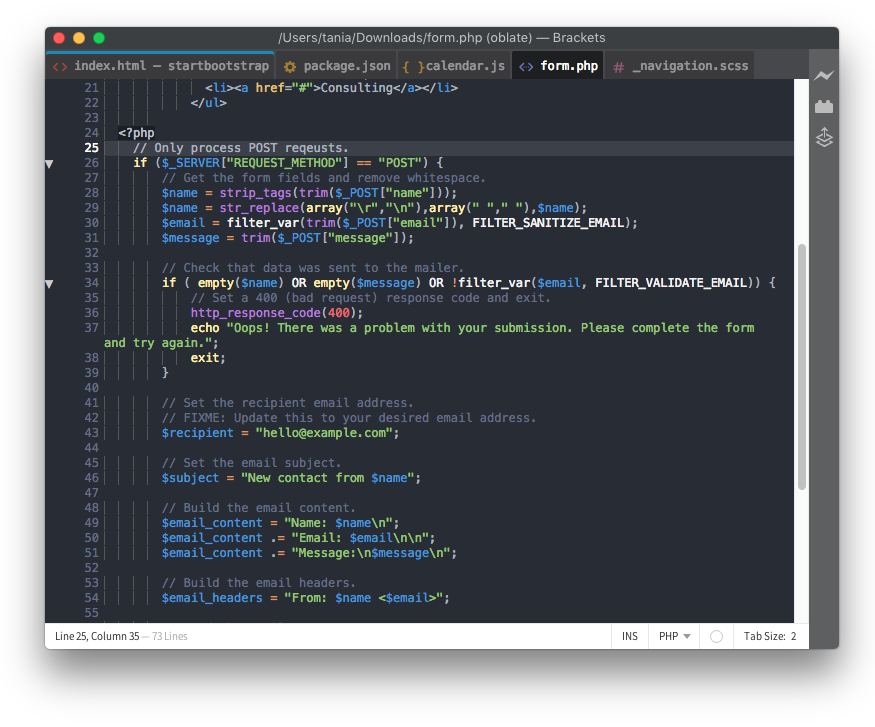 /Users/tania/Downloads/form.php (oblate) — Brackets
<> index.html — startbootstrap package.json { }calendar.js <> form.php # _navigation.scss
21 <li><a href="#">Consulting</a></li>
22 </ul>
23
24 <?php
25 // Only process POST reqeusts.
26 if ($_SERVER["REQUEST_METHOD"] == "POST") {
27 // Get the form fields and remove whitespace.
28 $name = strip_tags(trim($_POST["name"]));
29 $name = str_replace(array("\r","\n"),array(" "," "),$name);
30 $email = filter_var(trim($_POST["email"]), FILTER_SANITIZE_EMAIL);
31 $message = trim($_POST["message"]);
32
33 // Check that data was sent to the mailer.
34 if ( empty($name) OR empty($message) OR !filter_var($email, FILTER_VALIDATE_EMAIL)) {
35 // Set a 400 (bad request) response code and exit.
36 http_response_code(400);
37 echo "Oops! There was a problem with your submission. Please complete the form
and try again.";
38 exit;
39 }
40
41 // Set the recipient email address.
42 // FIXME: Update this to your desired email address.
43 $recipient = "hello@example.com";
44
45 // Set the email subject.
46 $subject = "New contact from $name";
47
48 // Build the email content.
49 $email_content = "Name: $name\n";
50 $email_content .= "Email: $email\n\n";
51 $email_content .= "Message:\n$message\n";
52
53 // Build the email headers.
54 $email_headers = "From: $name <$email>";
55
Line 25, Column 35 — 73 Lines INS PHP Tab Size: 2